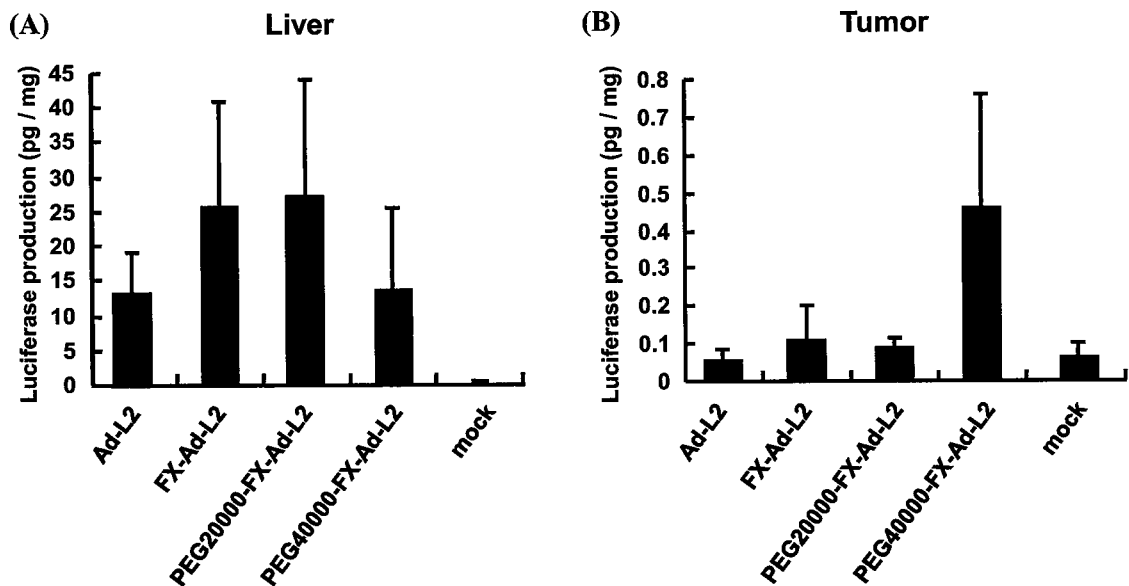 (A)
Liver
Luciferase production (pg / mg)
45
40
35
30
25
20
15
10
5
0
Ad-L2
FX-Ad-L2
PEG20000-FX-Ad-L2
PEG40000-FX-Ad-L2
mock
(B)
Tumor
Luciferase production (pg / mg)
0.8
0.7
0.6
0.5
0.4
0.3
0.2
0.1
0
Ad-L2
FX-Ad-L2
PEG20000-FX-Ad-L2
PEG40000-FX-Ad-L2
mock